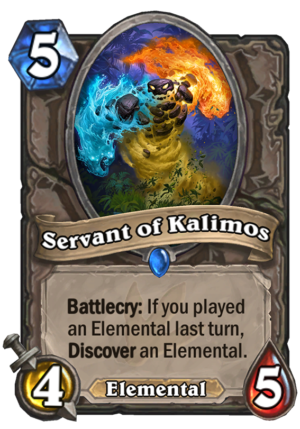 5
Servant of Kalimos
Battlecry: If you played
an Elemental last turn,
Discover an Elemental.
4
Elemental
5